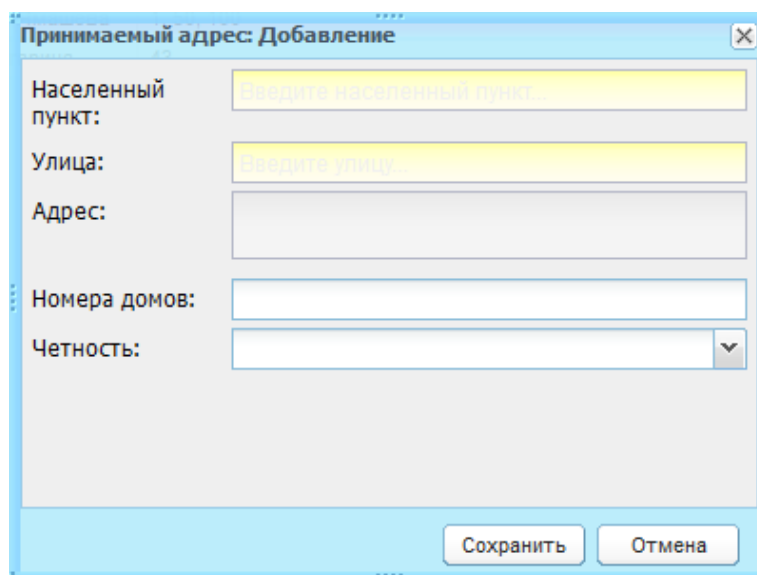 Принимаемый адрес: Добавление
Населенный
пункт:
Введите населенный пункт...
Улица:
Введите улицу...
Адрес:
Номера домов:
Четность:
Сохранить
Отмена